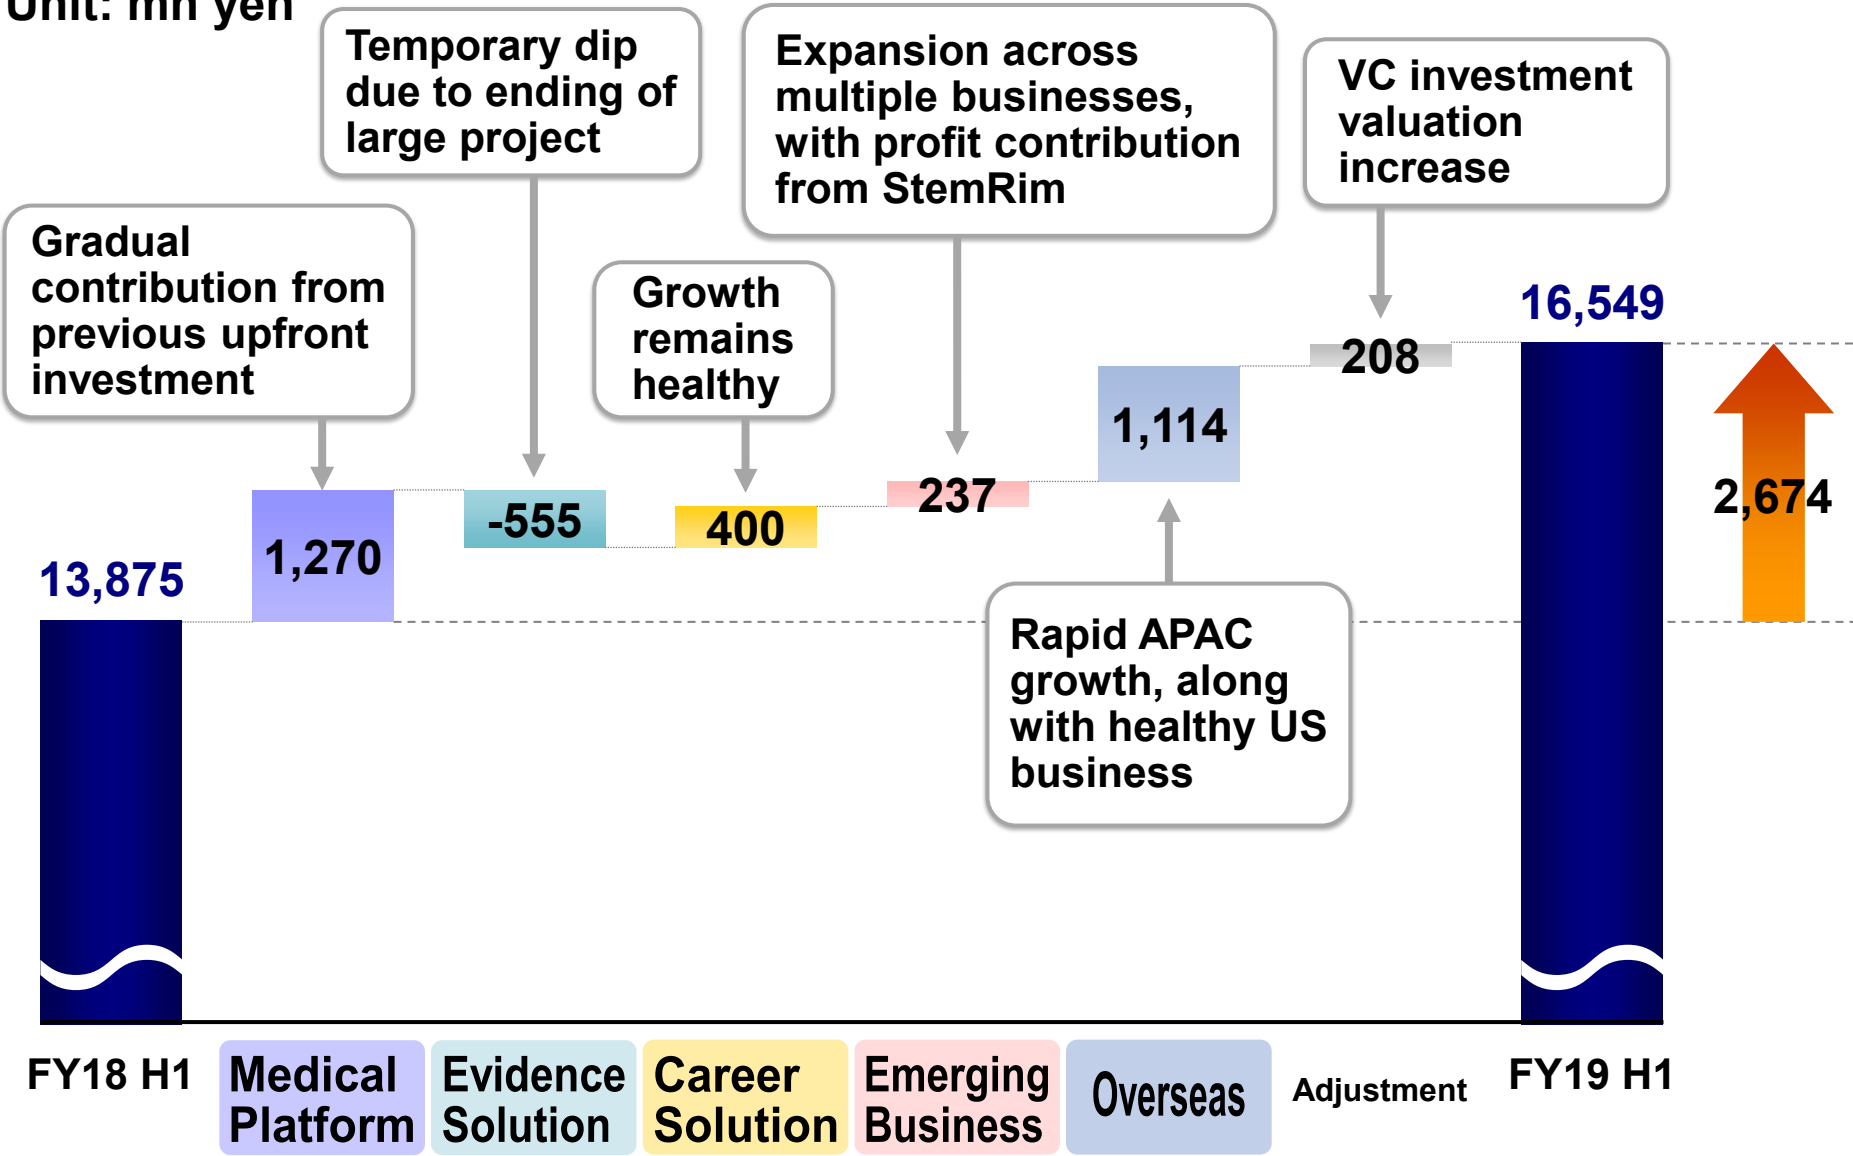 Unit: mn yen
Temporary dip
due to ending of
large project
Expansion across
multiple businesses,
with profit contribution
from StemRim
VC investment
valuation
increase
Gradual
contribution from
previous upfront
investment
Growth
remains
healthy
16,549
208
1,114
237
2,674
-555
400
1,270
13,875
Rapid APAC
growth, along
with healthy US
business
FY18 H1
Medical
Platform
Evidence
Solution
Career
Solution
Emerging
Business
Overseas
Adjustment
FY19 H1